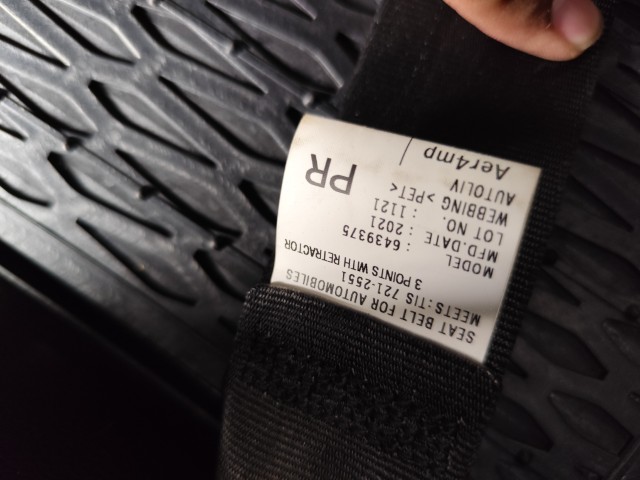 SEAT BELT FOR AUTOMOBILES
MEETS:TIS 721-2551
3 POINTS WITH RETRACTOR
MODEL : 6439375
MFD.DATE : 2021
LOT NO. : 1121
WEBBING >PET<
AUTOLIV
Aer4mp
PR